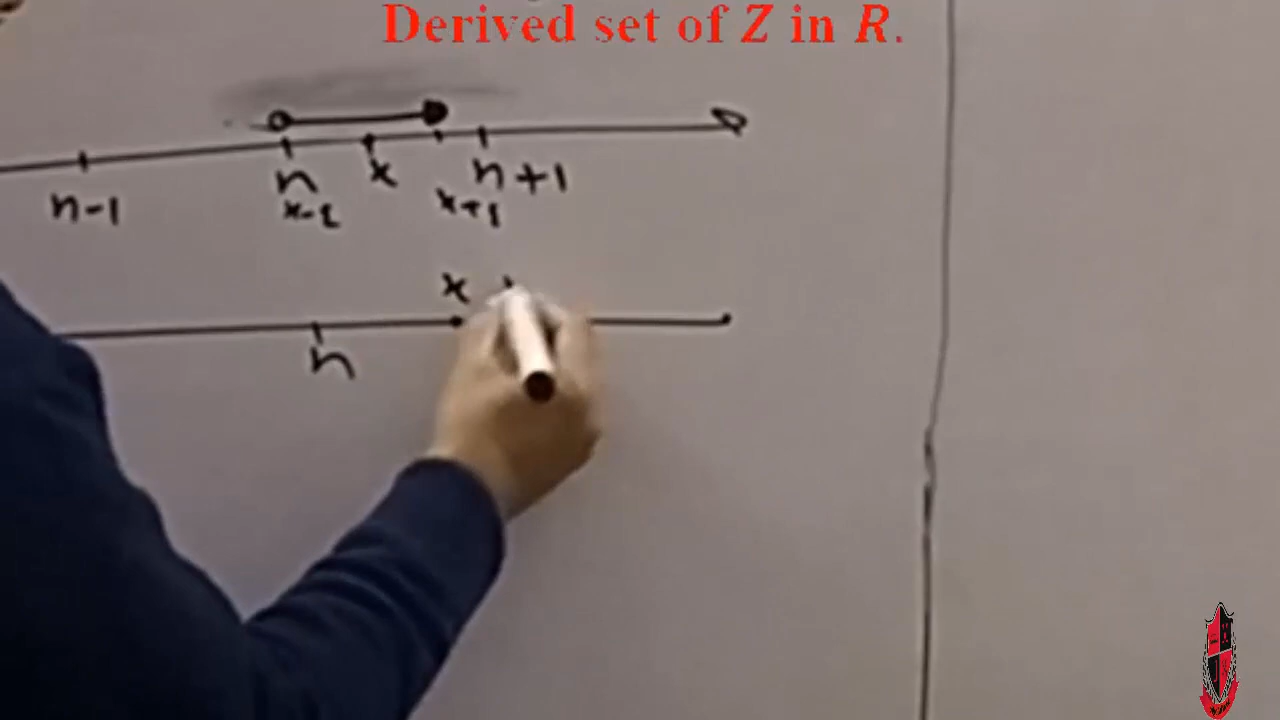 Derived set of Z in R.
n x n+1
n-1 x-1 x+1
x
n